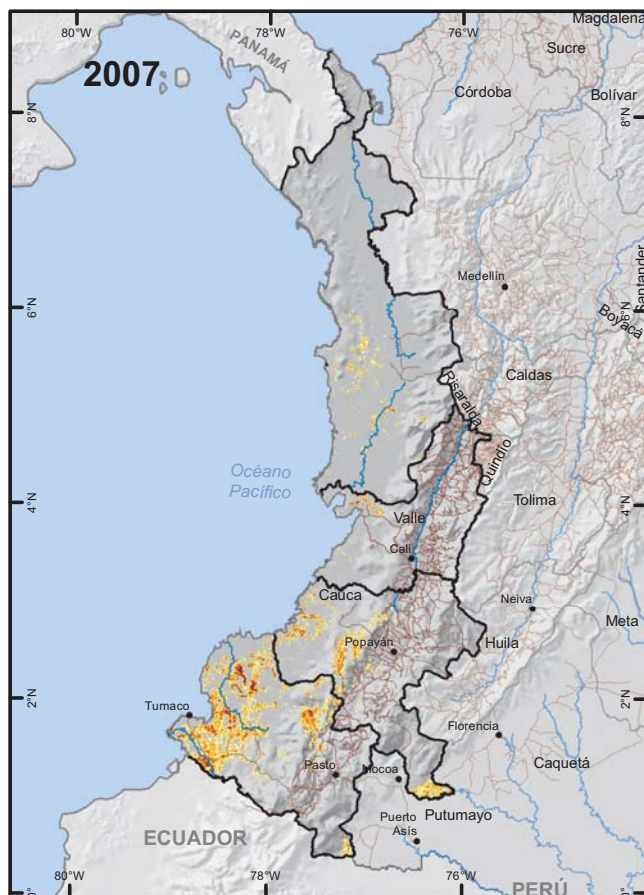 80°W
78°W
76°W
Magdalena
2007
PANAMÁ
Sucre
Córdoba
Bolívar
8°N
8°N
Santander
Medellín
6°N
6°N
Boyacá
Caldas
Risaralda
Quindío
Océano
Pacífico
Tolima
4°N
4°N
Valle
Cali
Cauca
Neiva
Meta
Popayán
Huila
2°N
2°N
Tumaco
Florencia
Caquetá
Pasto
Mocoa
Putumayo
Puerto
Asís
ECUADOR
PERÚ
0°
0°
80°W
78°W
76°W